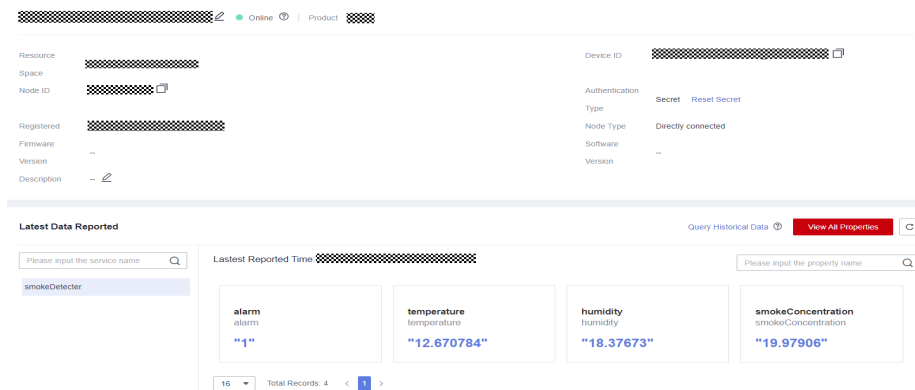 Online | Product
Resource Space
Device ID
Node ID
Authentication Type
Secret Reset Secret
Registered
Node Type Directly connected
Firmware Version --
Software Version --
Description --
Latest Data Reported
Query Historical Data
View All Properties
Please input the service name
Lastest Reported Time
Please input the property name
smokeDetecter
alarm
alarm
"1"
temperature
temperature
"12.670784"
humidity
humidity
"18.37673"
smokeConcentration
smokeConcentration
"19.97906"
16 Total Records: 4 < 1 >